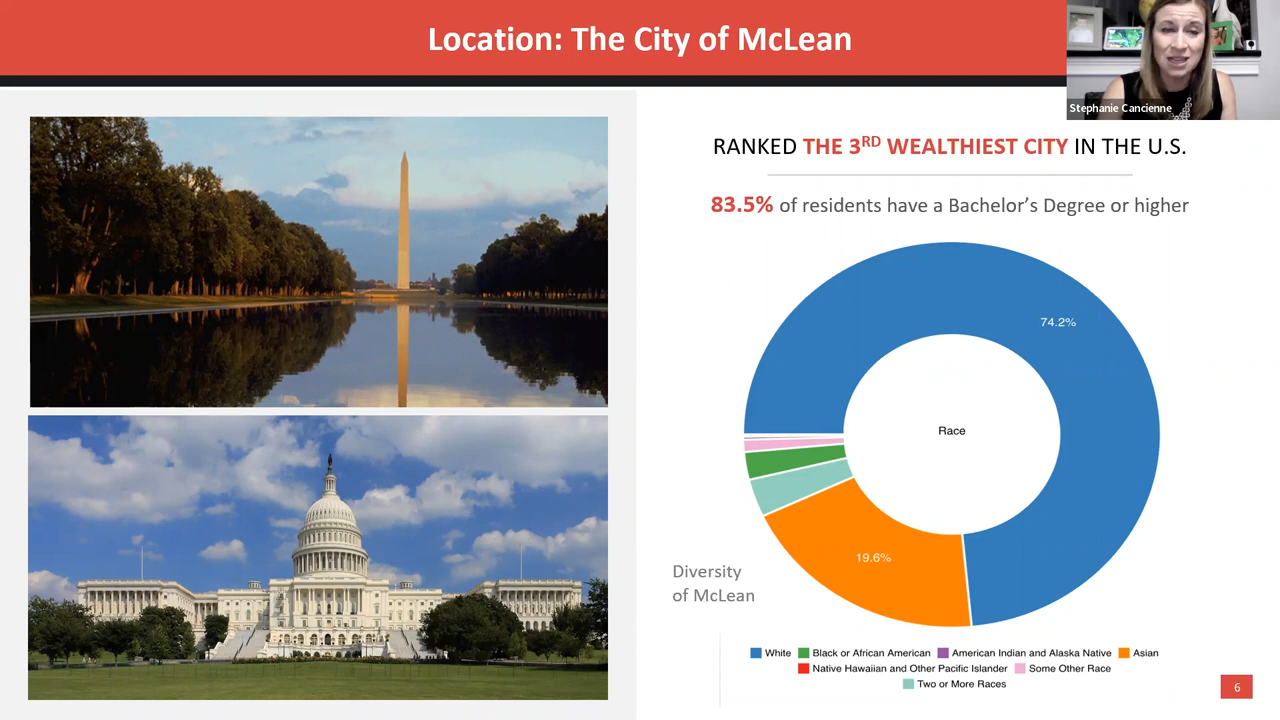 Location: The City of McLean
Stephanie Cancienne
RANKED THE 3RD WEALTHIEST CITY IN THE U.S.
83.5% of residents have a Bachelor's Degree or higher
74.2%
Race
19.6%
Diversity
of McLean
White Black or African American American Indian and Alaska Native Asian
Native Hawaiian and Other Pacific Islander Some Other Race
Two or More Races
6